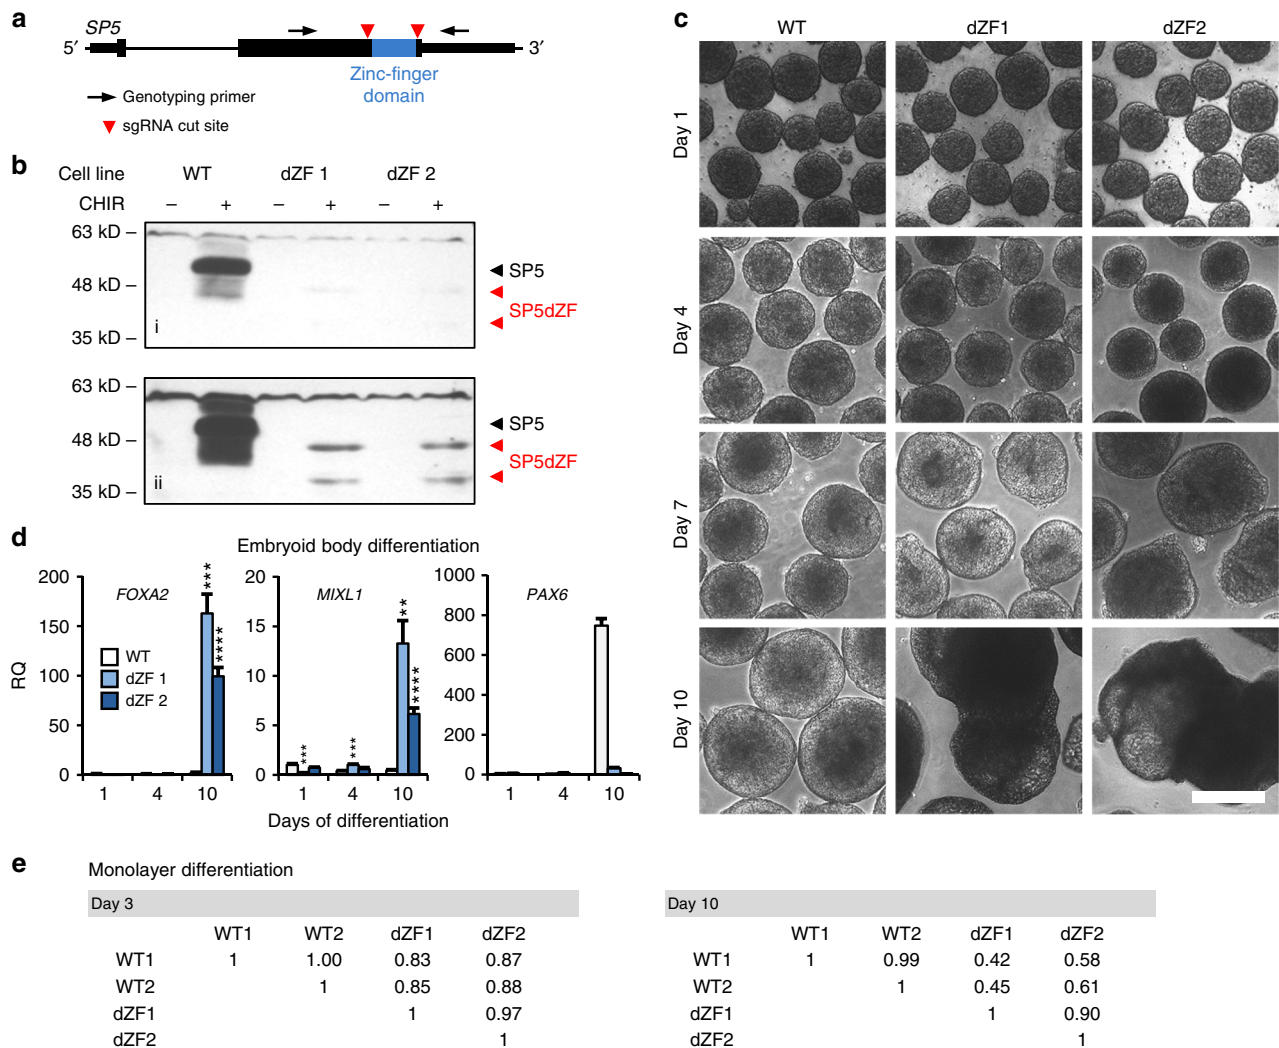 a
SP5
5′ 3′
Zinc-finger
domain
Genotyping primer
sgRNA cut site
b
Cell line WT dZF 1 dZF 2
CHIR – + – + – +
63 kD –
SP5
48 kD –
SP5dZF
i
35 kD –
63 kD –
SP5
48 kD –
SP5dZF
ii
35 kD –
c
WT dZF1 dZF2
Day 1
Day 4
Day 7
Day 10
d
Embryoid body differentiation
RQ
FOXA2
200
150
100
50
0
WT
dZF 1
dZF 2
***
****
1 4 10
MIXL1
20
15
10
5
0
***
***
**
****
1 4 10
PAX6
1000
800
600
400
200
0
1 4 10
Days of differentiation
e
Monolayer differentiation
Day 3
WT1 WT2 dZF1 dZF2
WT1 1 1.00 0.83 0.87
WT2 1 0.85 0.88
dZF1 1 0.97
dZF2 1
Day 10
WT1 WT2 dZF1 dZF2
WT1 1 0.99 0.42 0.58
WT2 1 0.45 0.61
dZF1 1 0.90
dZF2 1